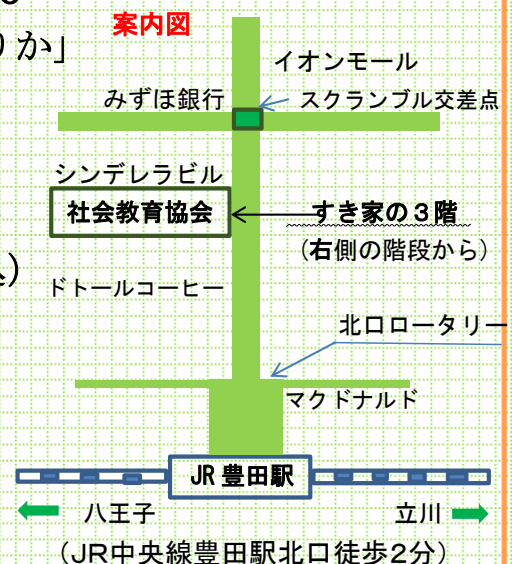 る
案内図
りか」
イオンモール
みずほ銀行
スクランブル交差点
シンデレラビル
社会教育協会
すき家の3階
(右側の階段から)
ドトールコーヒー
北口ロータリー
マクドナルド
JR 豊田駅
八王子
立川
(JR中央線豊田駅北口徒歩2分)